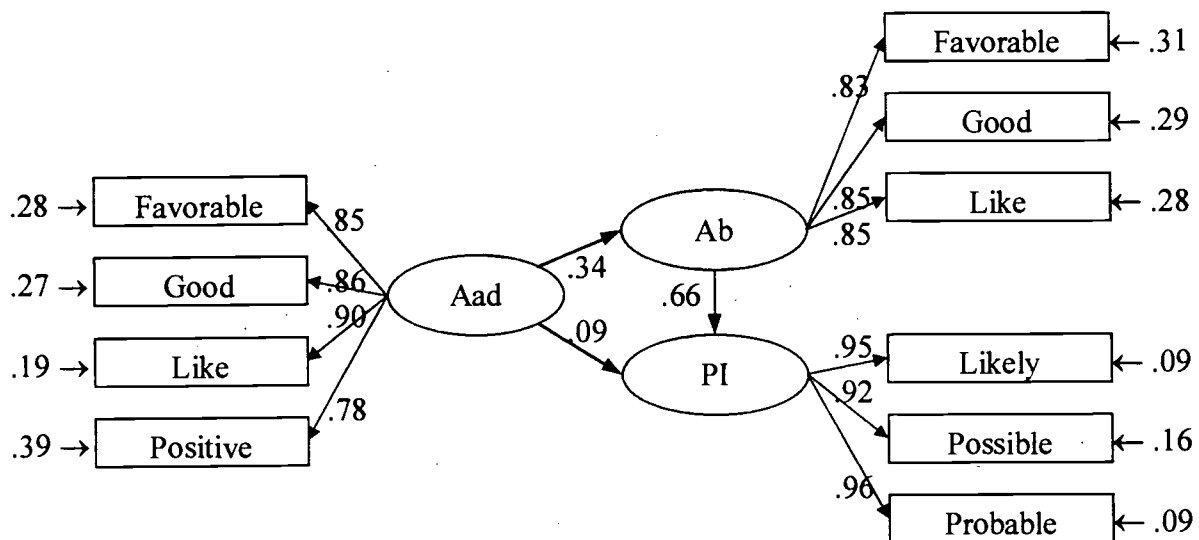 Favorable ← .31
.83
Good ← .29
.85
Like ← .28
.85
Ab
.28 → Favorable
.85
.27 → Good
.86
.90
.19 → Like
.78
.39 → Positive
Aad
.34
.09
.66
PI
.95
Likely ← .09
.92
Possible ← .16
.96
Probable ← .09